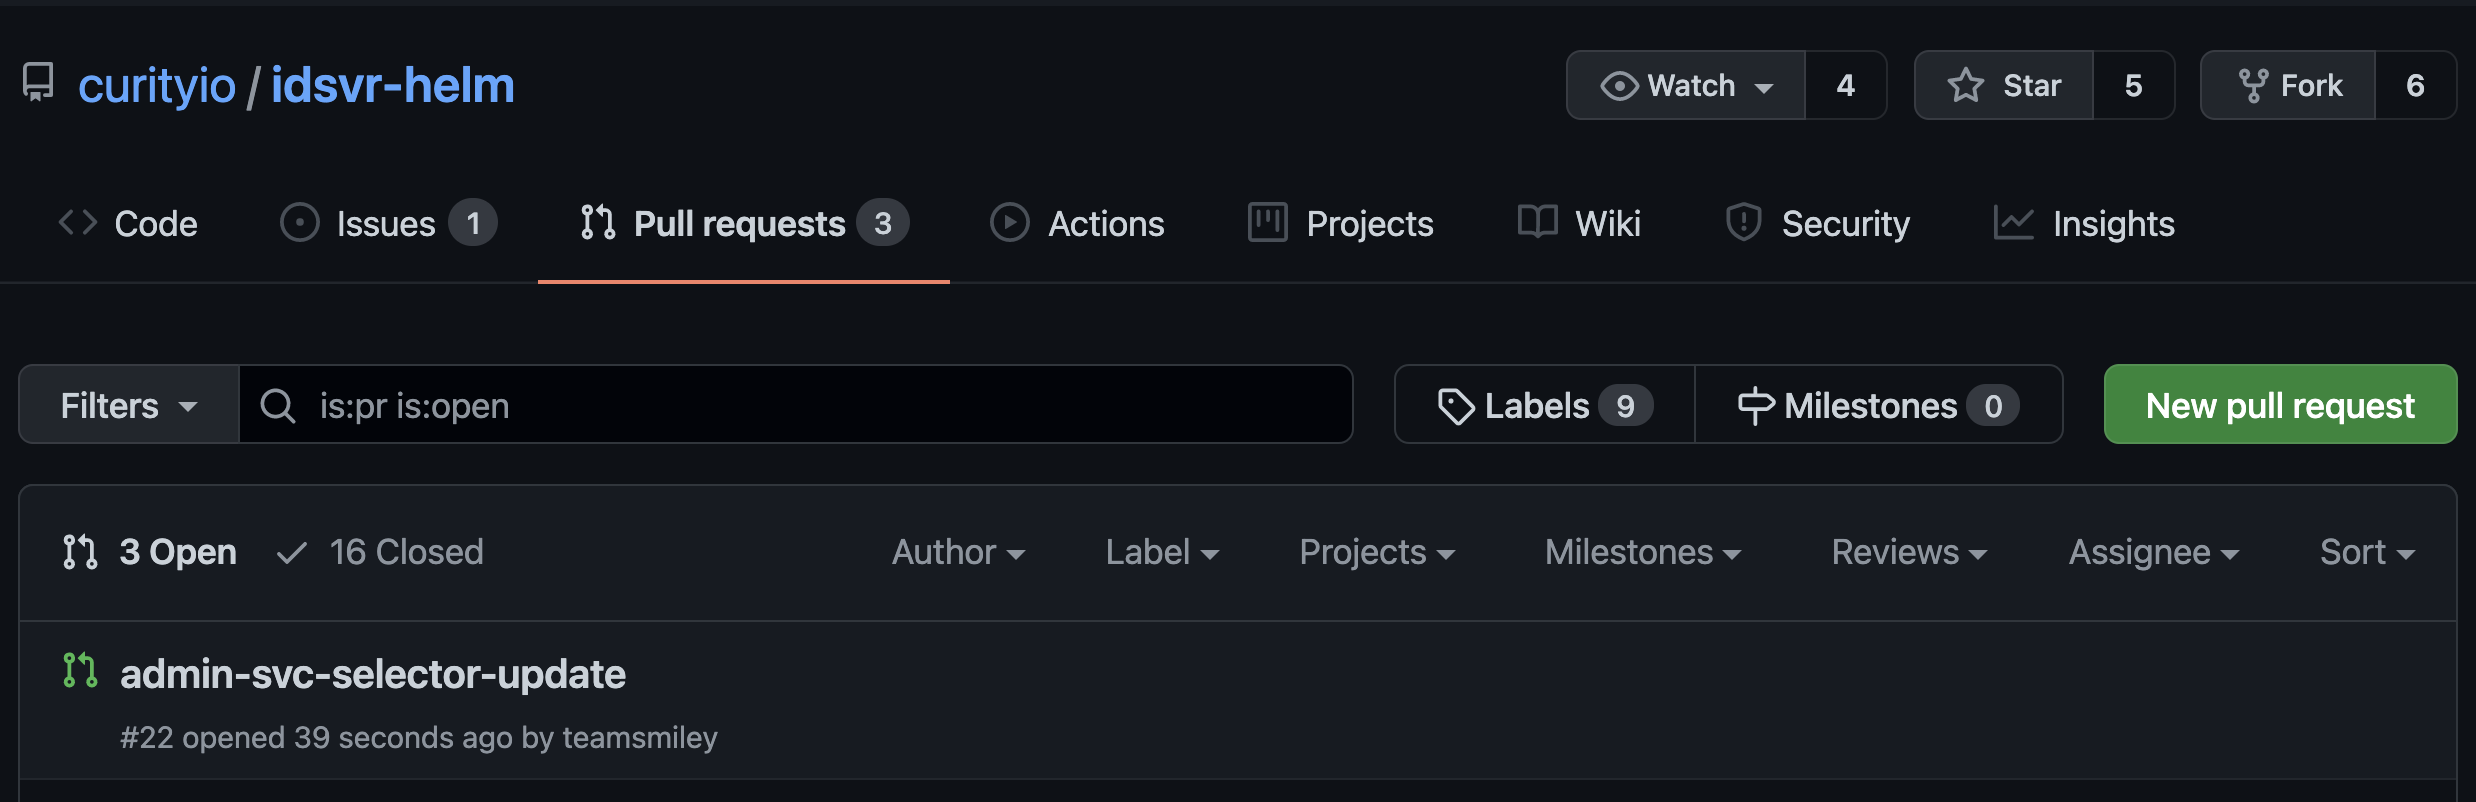 curityio / idsvr-helm Watch 4 Star 5 Fork 6
Code Issues 1 Pull requests 3 Actions Projects Wiki Security Insights
Filters is:pr is:open Labels 9 Milestones 0 New pull request
3 Open 16 Closed Author Label Projects Milestones Reviews Assignee Sort
admin-svc-selector-update
#22 opened 39 seconds ago by teamsmiley